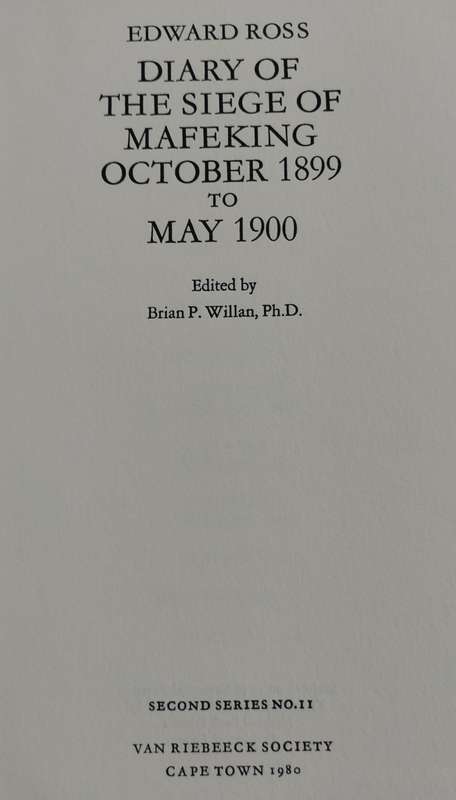 EDWARD ROSS
DIARY OF
THE SIEGE OF
MAFEKING
OCTOBER 1899
TO
MAY 1900
Edited by
Brian P. Willan, Ph.D.
SECOND SERIES NO.11
VAN RIEBEECK SOCIETY
CAPE TOWN 1980